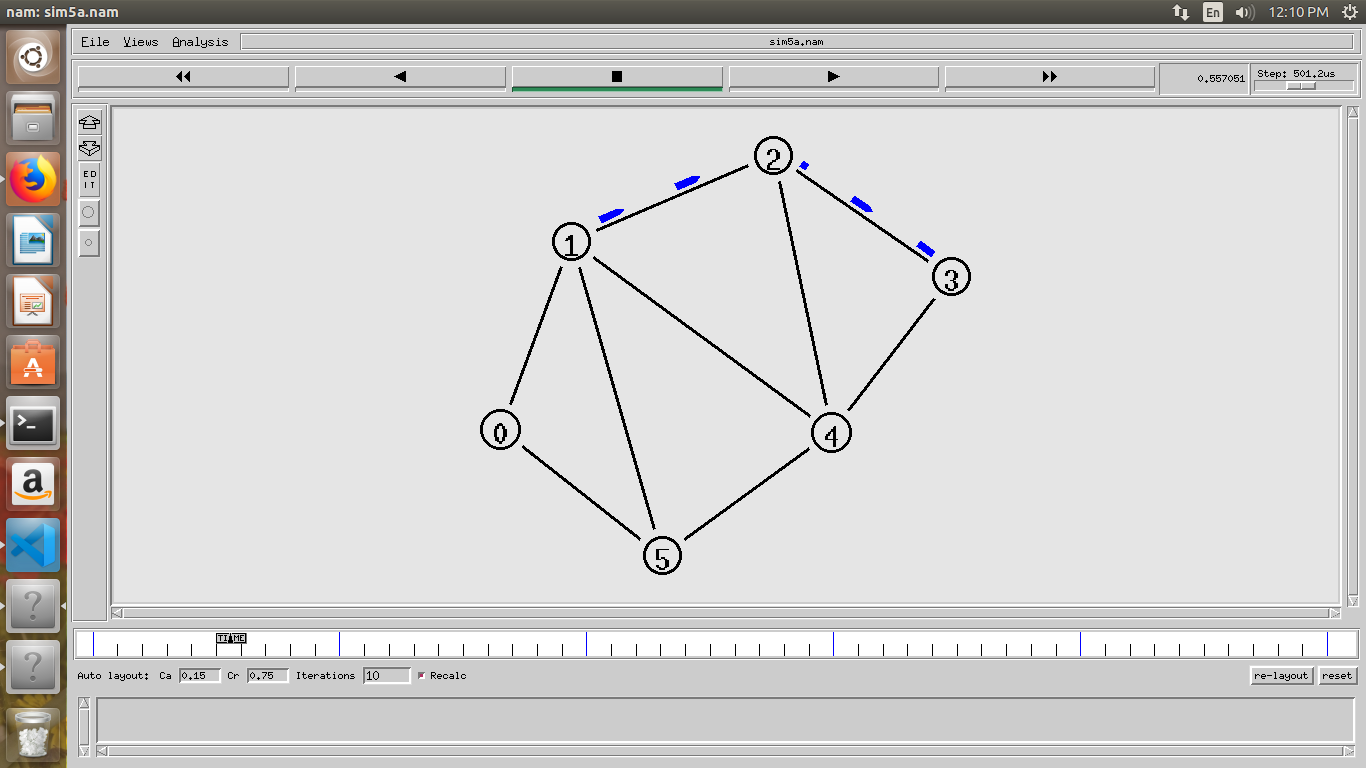 nam: sim5a.nam
En
12:10 PM
File Views Analysis
sim5a.nam
0.557051
Step: 501.2us
ED
IT
2
1
3
0
4
5
TIME
Auto layout: Ca 0.15 Cr 0.75 Iterations 10 Recalc
re-layout
reset